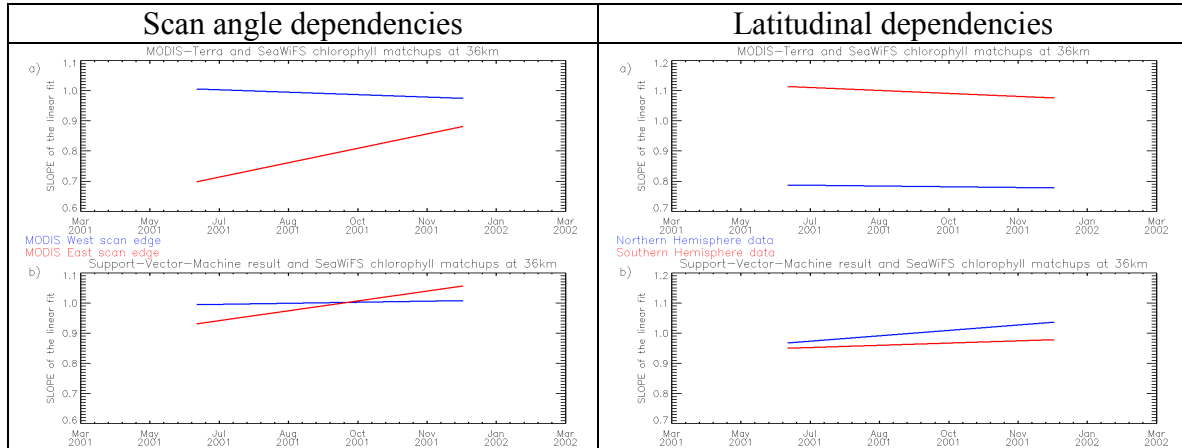 Scan angle dependencies
MODIS-Terra and SeaWiFS chlorophyll matchups at 36km
a)
SLOPE of the linear fit
1.1
1.0
0.9
0.8
0.7
0.6
Mar May Jul Aug Oct Nov Jan Mar
2001 2001 2001 2001 2001 2001 2002 2002
MODIS West scan edge
MODIS East scan edge
Support-Vector-Machine result and SeaWiFS chlorophyll matchups at 36km
b)
SLOPE of the linear fit
1.1
1.0
0.9
0.8
0.7
0.6
Mar May Jul Aug Oct Nov Jan Mar
2001 2001 2001 2001 2001 2001 2002 2002
Latitudinal dependencies
MODIS-Terra and SeaWiFS chlorophyll matchups at 36km
a)
SLOPE of the linear fit
1.2
1.1
1.0
0.9
0.8
0.7
Mar May Jul Aug Oct Nov Jan Mar
2001 2001 2001 2001 2001 2001 2002 2002
Northern Hemisphere data
Southern Hemisphere data
Support-Vector-Machine result and SeaWiFS chlorophyll matchups at 36km
b)
SLOPE of the linear fit
1.2
1.1
1.0
0.9
0.8
0.7
Mar May Jul Aug Oct Nov Jan Mar
2001 2001 2001 2001 2001 2001 2002 2002